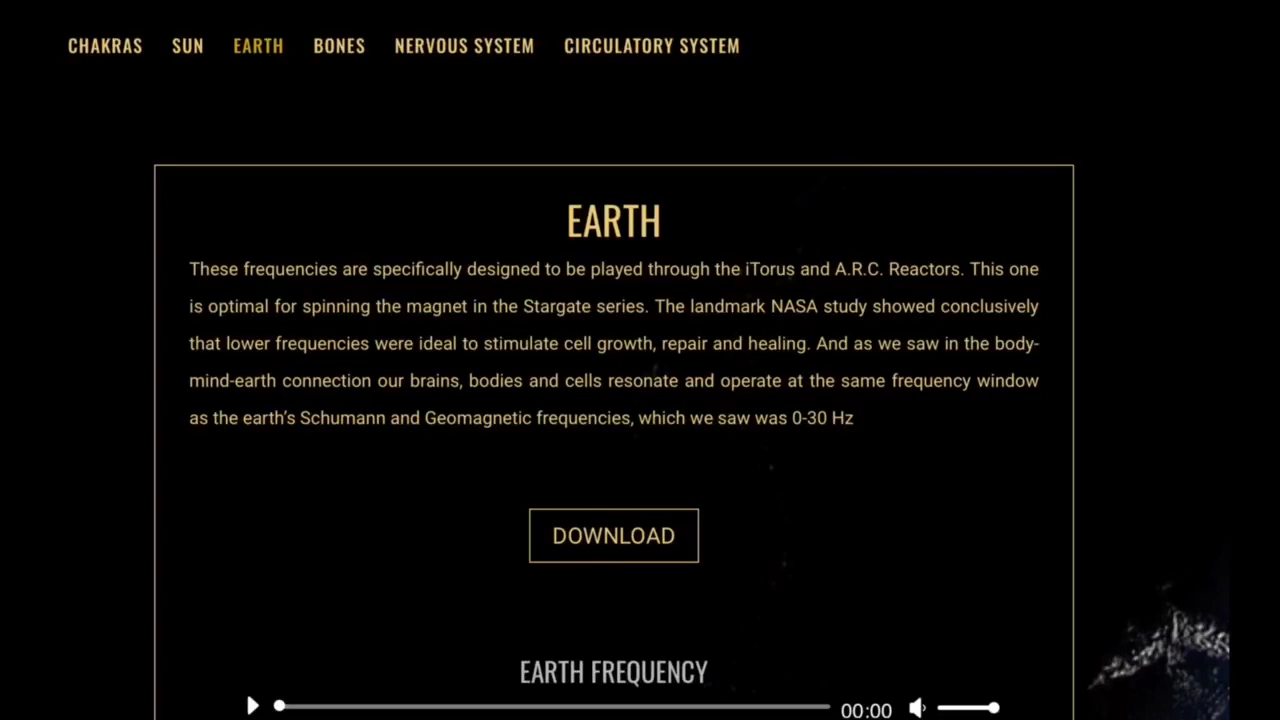 CHAKRAS SUN EARTH BONES NERVOUS SYSTEM CIRCULATORY SYSTEM
EARTH
These frequencies are specifically designed to be played through the iTorus and A.R.C. Reactors. This one
is optimal for spinning the magnet in the Stargate series. The landmark NASA study showed conclusively
that lower frequencies were ideal to stimulate cell growth, repair and healing. And as we saw in the body-
mind-earth connection our brains, bodies and cells resonate and operate at the same frequency window
as the earth’s Schumann and Geomagnetic frequencies, which we saw was 0-30 Hz
DOWNLOAD
EARTH FREQUENCY
00:00